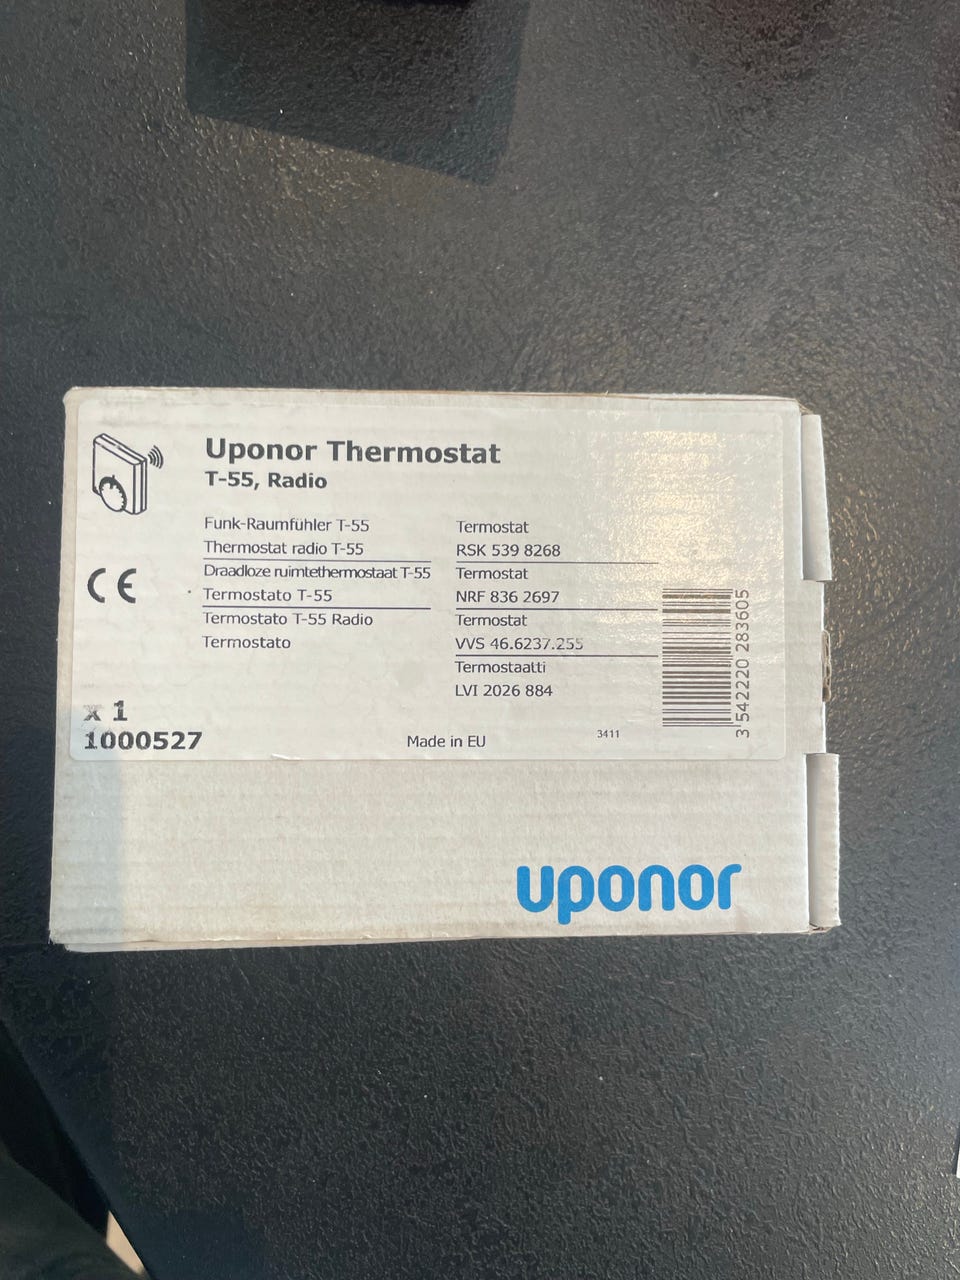 Uponor Thermostat
T-55, Radio
Funk-Raumfühler T-55
Thermostat radio T-55
Draadloze ruimtethermostaat T-55
Termostato T-55
Termostato T-55 Radio
Termostato
Termostat
RSK 539 8268
Termostat
NRF 836 2697
Termostat
VVS 46.6237.255
Termostaatti
LVI 2026 884
CE
x 1
1000527
Made in EU
3411
3 542220 283605
uponor